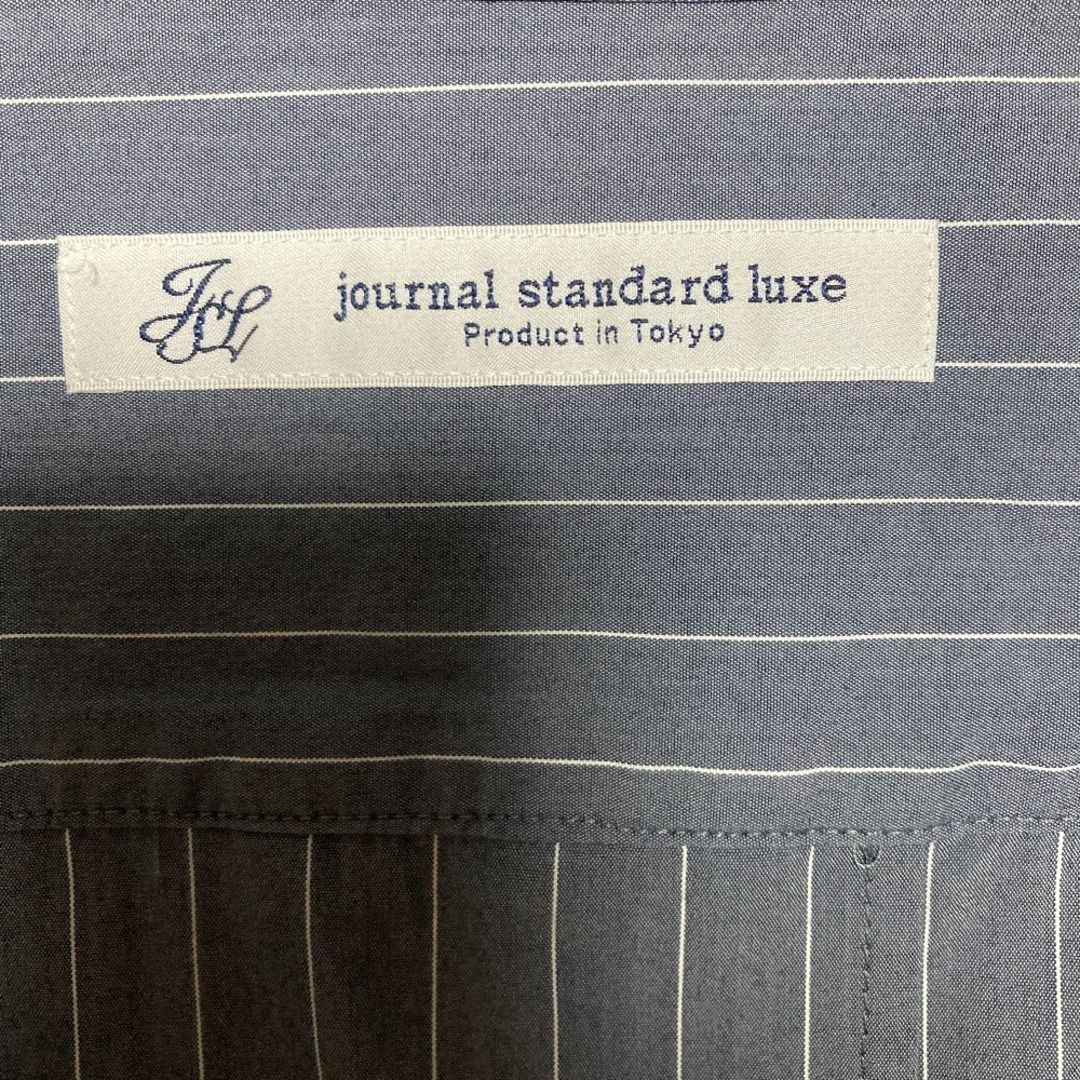 JSL
journal standard luxe
Product in Tokyo